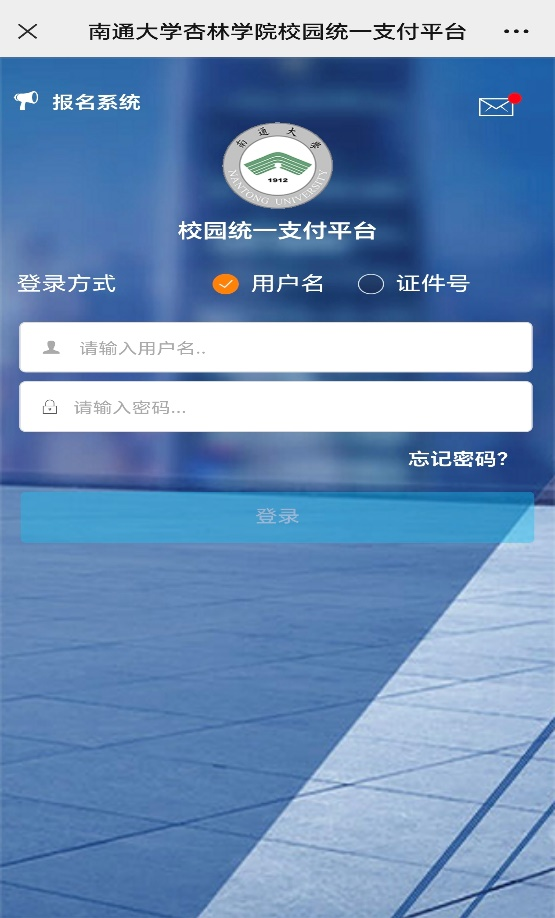 南通大学杏林学院校园统一支付平台
报名系统
南通大学
1912
NANTONG UNIVERSITY
校园统一支付平台
登录方式 用户名 证件号
请输入用户名..
请输入密码...
忘记密码?
登录